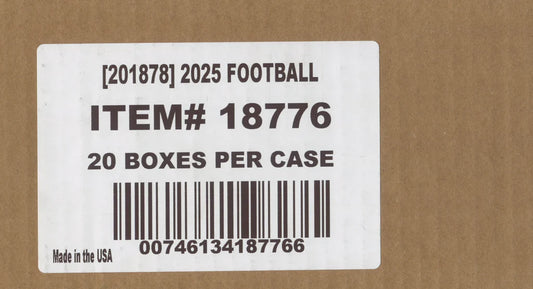 [201878] 2025 FOOTBALL
ITEM# 18776
20 BOXES PER CASE
00746134187766
Made in the USA